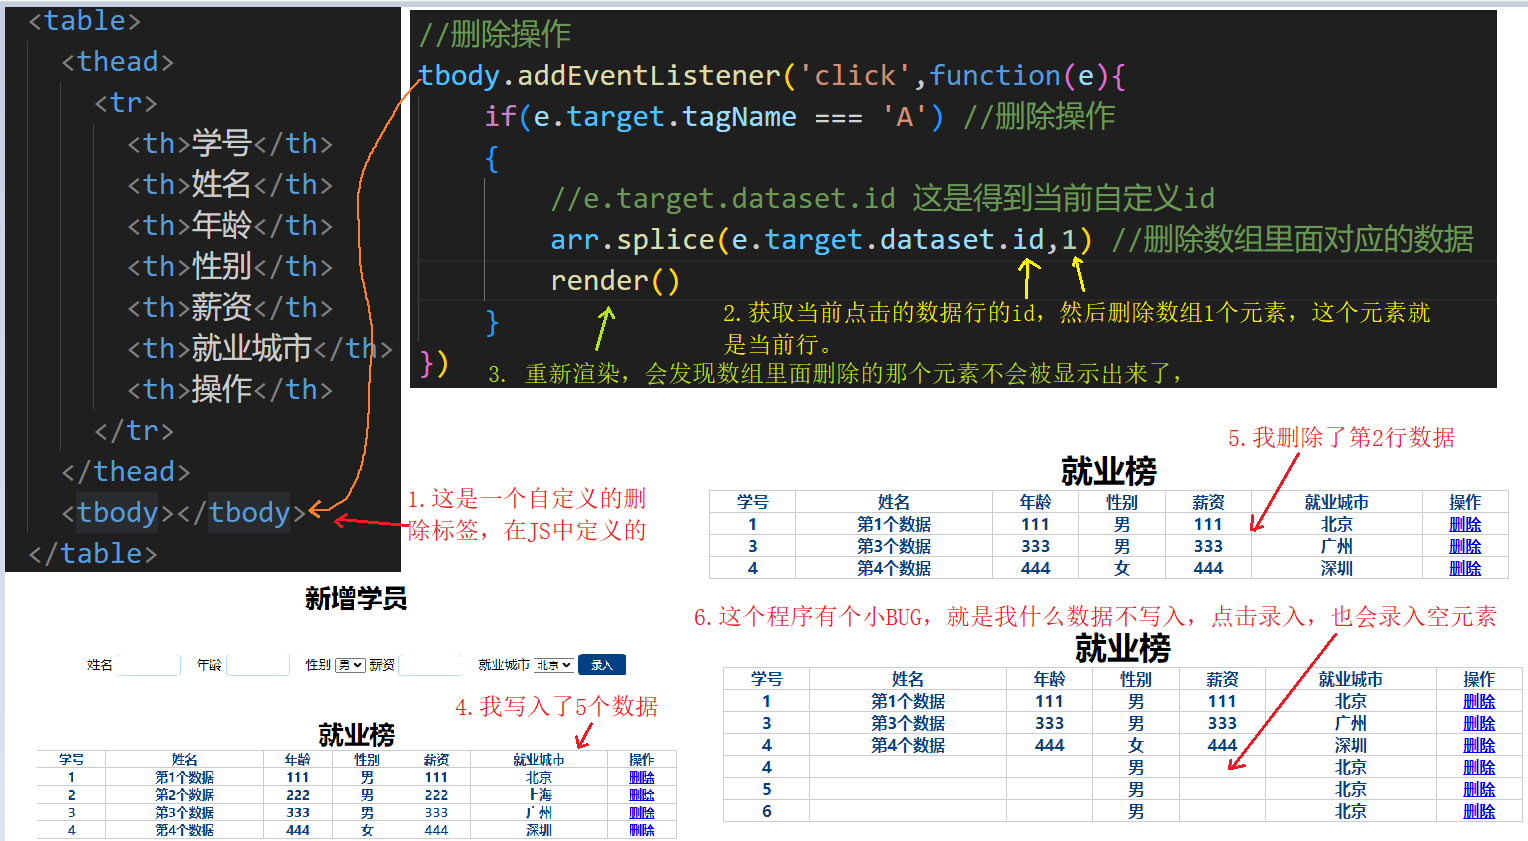 <table>
<thead>
<tr>
<th>学号</th>
<th>姓名</th>
<th>年龄</th>
<th>性别</th>
<th>薪资</th>
<th>就业城市</th>
<th>操作</th>
</tr>
</thead>
<tbody></tbody>
</table>
//删除操作
tbody.addEventListener('click',function(e){
if(e.target.tagName === 'A') //删除操作
{
//e.target.dataset.id 这是得到当前自定义id
arr.splice(e.target.dataset.id,1) //删除数组里面对应的数据
render()
}
})
2.获取当前点击的数据行的id，然后删除数组1个元素，这个元素就
是当前行。
3. 重新渲染，会发现数组里面删除的那个元素不会被显示出来了，
1.这是一个自定义的删
除标签，在JS中定义的
新增学员
姓名 年龄 性别 男 薪资 就业城市 北京 录入
4.我写入了5个数据
就业榜
学号 姓名 年龄 性别 薪资 就业城市 操作
1 第1个数据 111 男 111 北京 删除
2 第2个数据 222 男 222 上海 删除
3 第3个数据 333 男 333 广州 删除
4 第4个数据 444 女 444 深圳 删除
5.我删除了第2行数据
就业榜
学号 姓名 年龄 性别 薪资 就业城市 操作
1 第1个数据 111 男 111 北京 删除
3 第3个数据 333 男 333 广州 删除
4 第4个数据 444 女 444 深圳 删除
6.这个程序有个小BUG，就是我什么数据不写入，点击录入，也会录入空元素
就业榜
学号 姓名 年龄 性别 薪资 就业城市 操作
1 第1个数据 111 男 111 北京 删除
3 第3个数据 333 男 333 广州 删除
4 第4个数据 444 女 444 深圳 删除
4 男 北京 删除
5 男 北京 删除
6 男 北京 删除